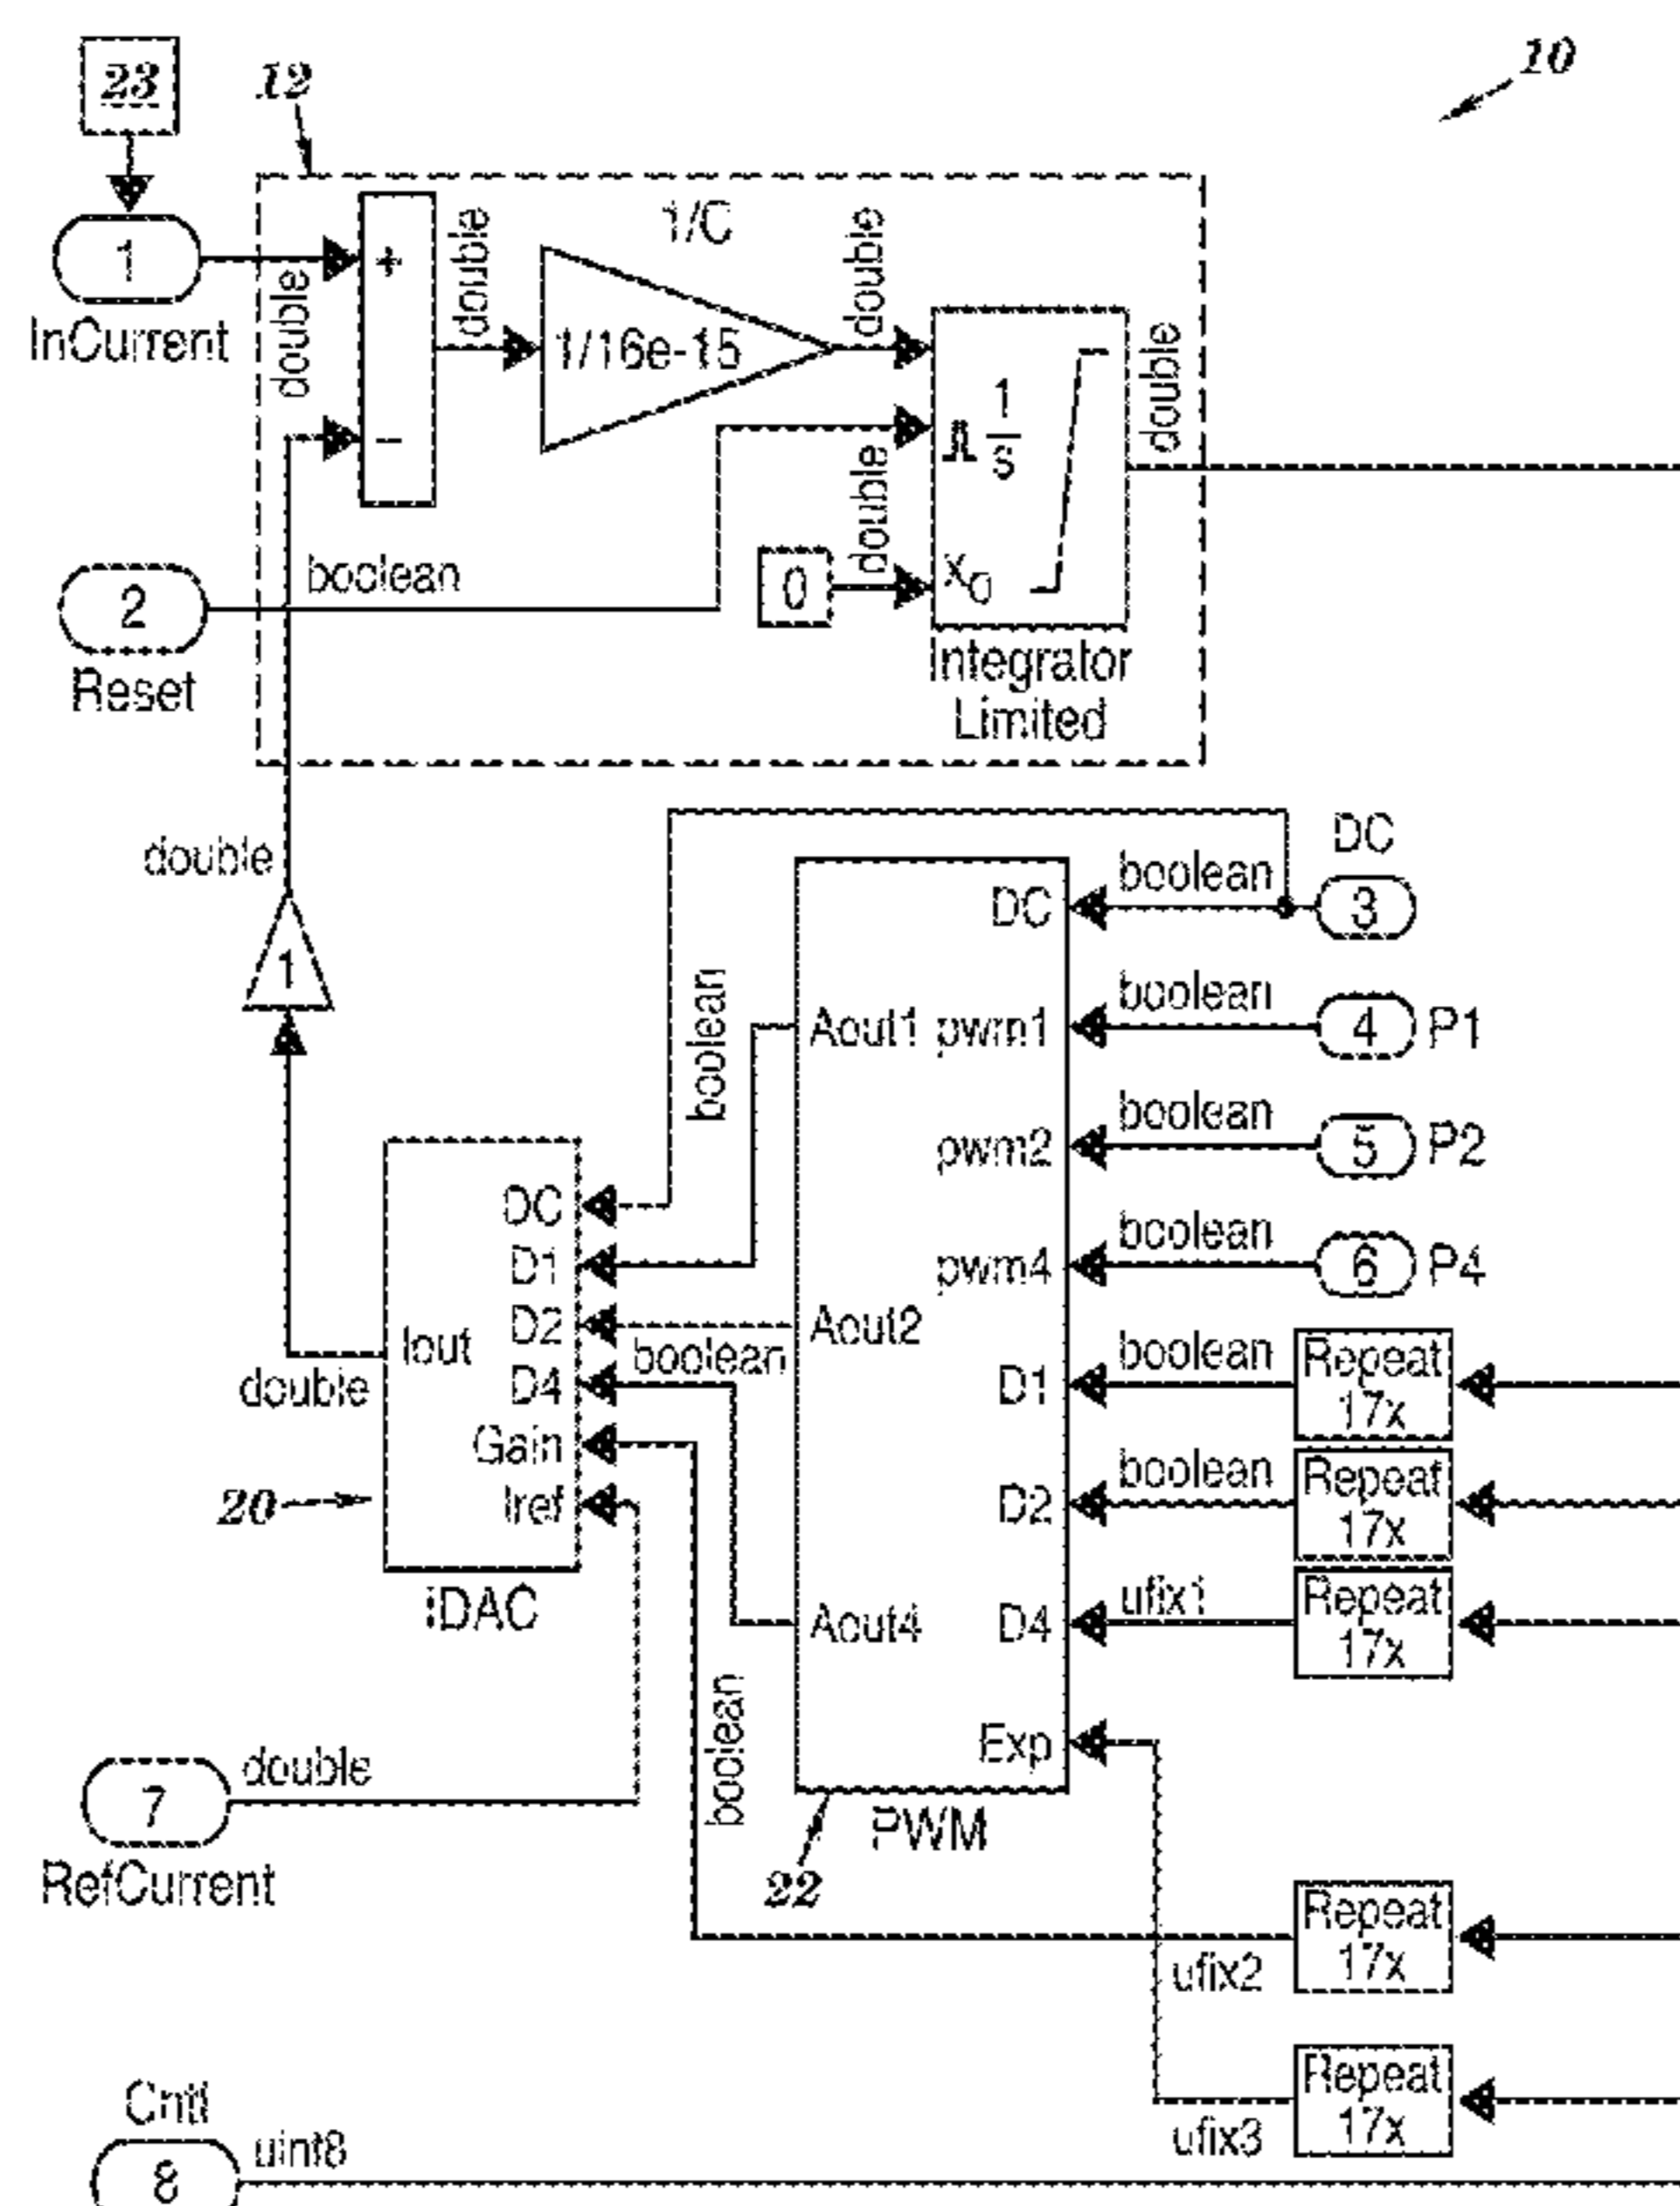 23
12
10
1/C
double
double
+
1
InCurrent
double
1/16e-15
1
s
double
−
double
boolean
0
x0
2
Reset
Integrator
Limited
DC
double
boolean
DC
3
1
boolean
boolean
Aout1
pwm1
4
P1
boolean
pwm2
5
P2
DC
boolean
D1
pwm4
6
P4
D2
Aout2
Iout
boolean
boolean
Repeat
17x
double
D4
D1
Gain
boolean
Repeat
17x
20
Iref
D2
IDAC
ufix1
Repeat
17x
Aout4
D4
boolean
Exp
double
7
PWM
RefCurrent
22
Repeat
17x
ufix2
Repeat
17x
Cntl
ufix3
uint8
8